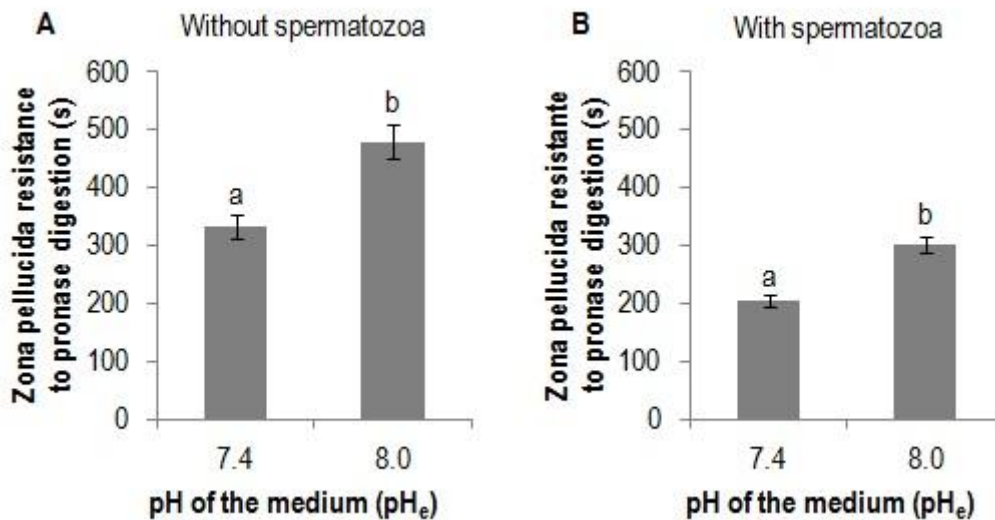 A
Without spermatozoa
Zona pellucida resistance
to pronase digestion (s)
600
500
400
300
200
100
0
a
b
7.4
8.0
pH of the medium (pHₑ)
B
With spermatozoa
Zona pellucida resistante
to pronase digestion (s)
600
500
400
300
200
100
0
a
b
7.4
8.0
pH of the medium (pHₑ)